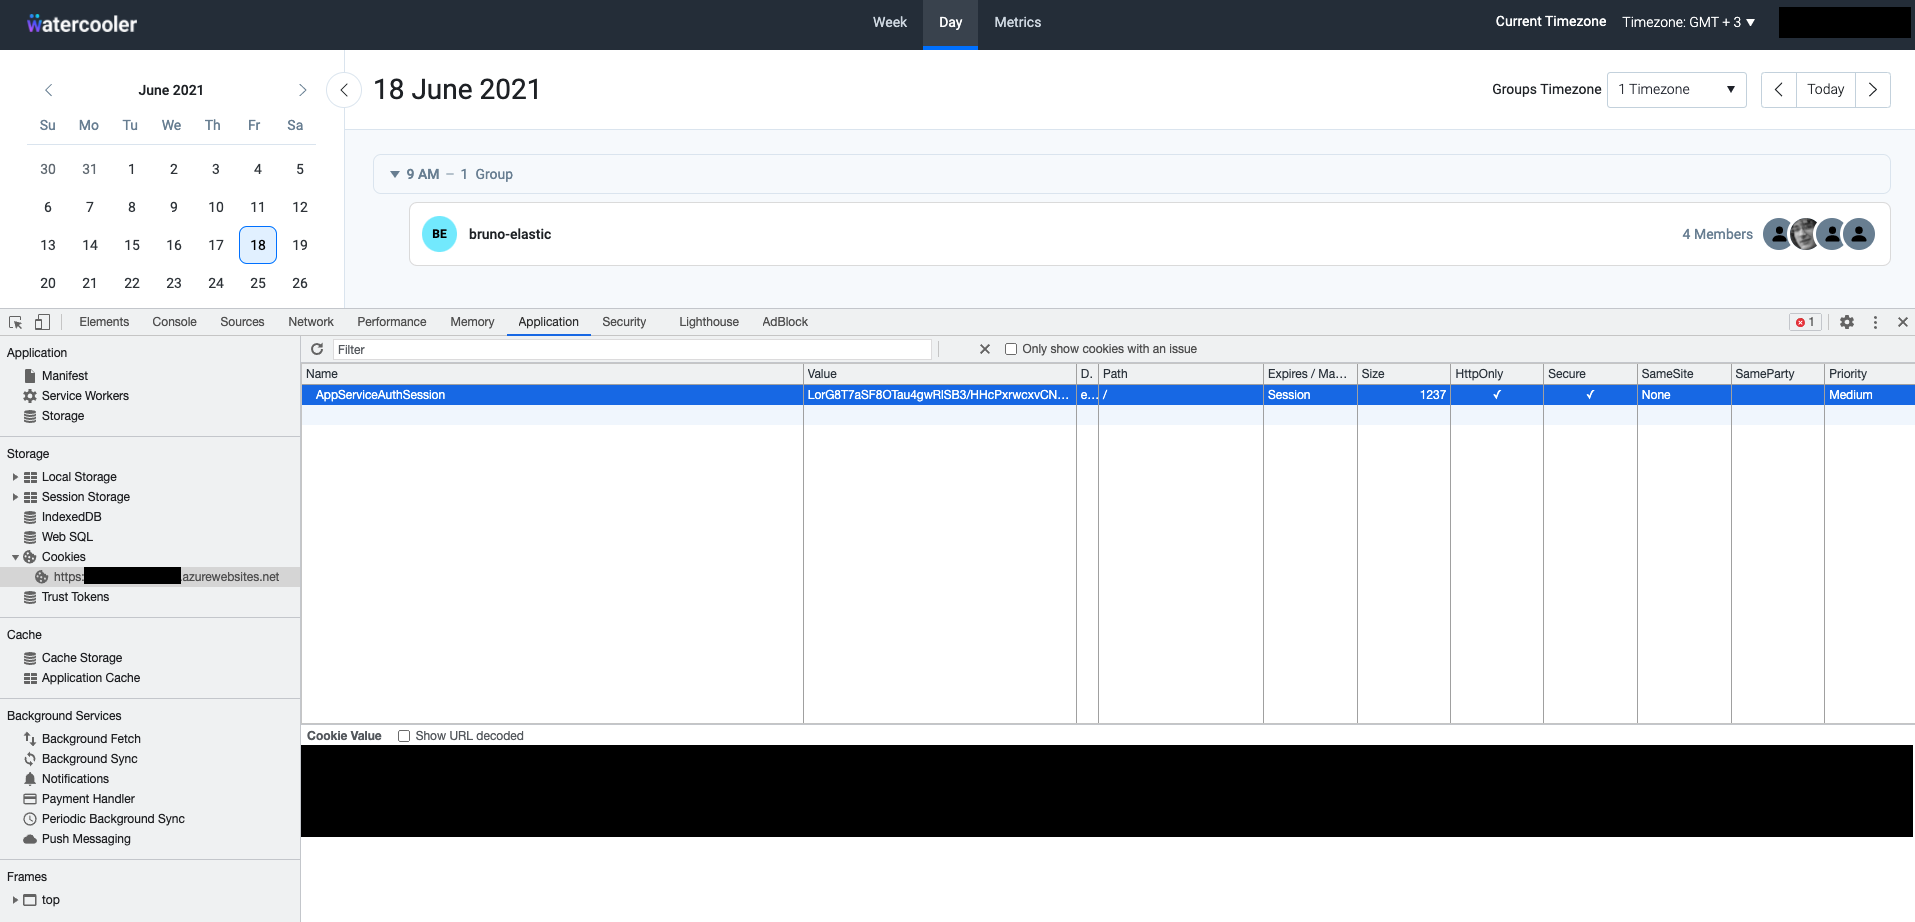 watercooler Week Day Metrics Current Timezone Timezone: GMT + 3
June 2021
Su Mo Tu We Th Fr Sa
30 31 1 2 3 4 5
6 7 8 9 10 11 12
13 14 15 16 17 18 19
20 21 22 23 24 25 26
18 June 2021 Groups Timezone 1 Timezone Today
9 AM – 1 Group
BE bruno-elastic 4 Members
Elements Console Sources Network Performance Memory Application Security Lighthouse AdBlock 1
Application
Manifest
Service Workers
Storage
Storage
Local Storage
Session Storage
IndexedDB
Web SQL
Cookies
https: .azurewebsites.net
Trust Tokens
Cache
Cache Storage
Application Cache
Background Services
Background Fetch
Background Sync
Notifications
Payment Handler
Periodic Background Sync
Push Messaging
Frames
top
Filter Only show cookies with an issue
Name Value D. Path Expires / Ma... Size HttpOnly Secure SameSite SameParty Priority
AppServiceAuthSession LorG8T7aSF8OTau4gwRlSB3/HHcPxrwcxvCN... e... / Session 1237 ✓ ✓ None Medium
Cookie Value Show URL decoded